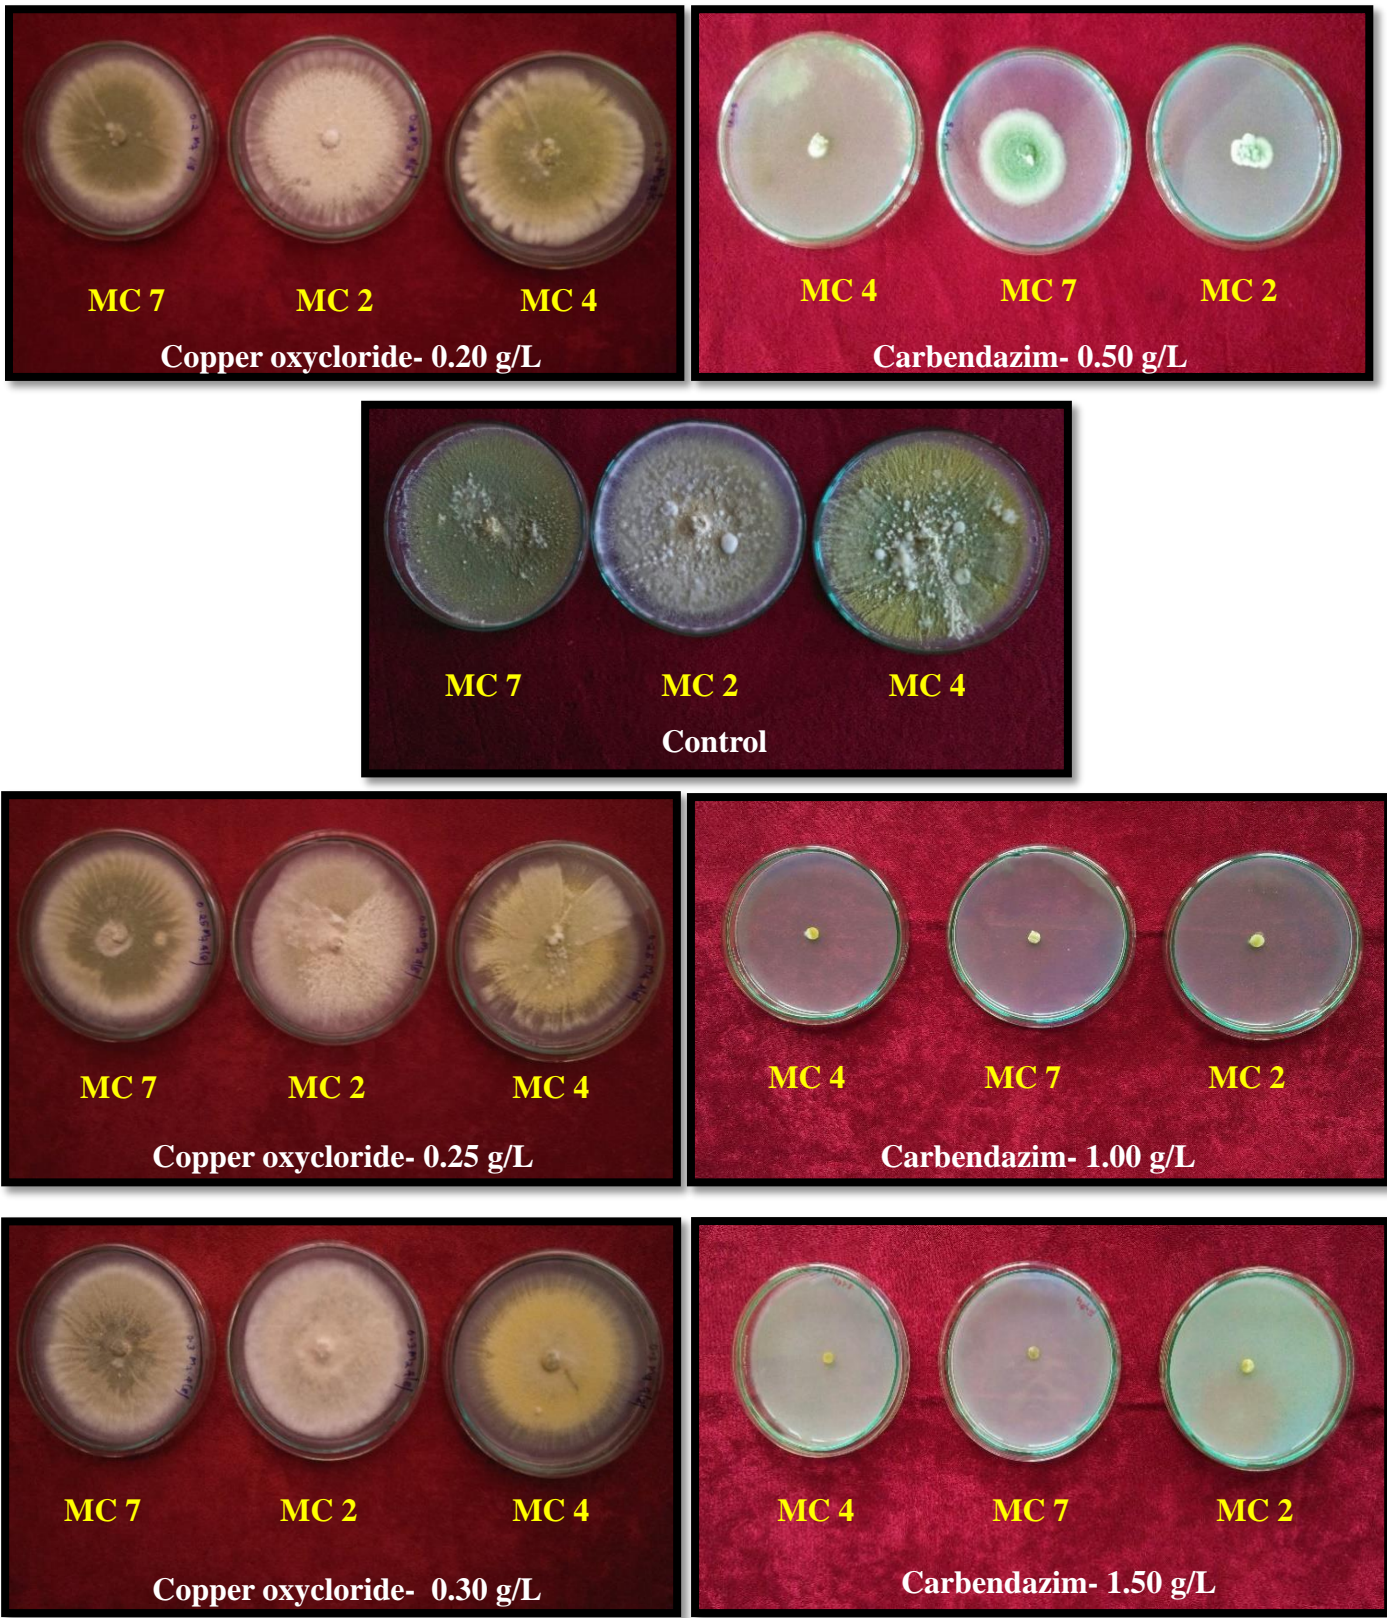 MC 7 MC 2 MC 4
Copper oxycloride- 0.20 g/L
MC 4 MC 7 MC 2
Carbendazim- 0.50 g/L
MC 7 MC 2 MC 4
Control
MC 7 MC 2 MC 4
Copper oxycloride- 0.25 g/L
MC 4 MC 7 MC 2
Carbendazim- 1.00 g/L
MC 7 MC 2 MC 4
Copper oxycloride- 0.30 g/L
MC 4 MC 7 MC 2
Carbendazim- 1.50 g/L